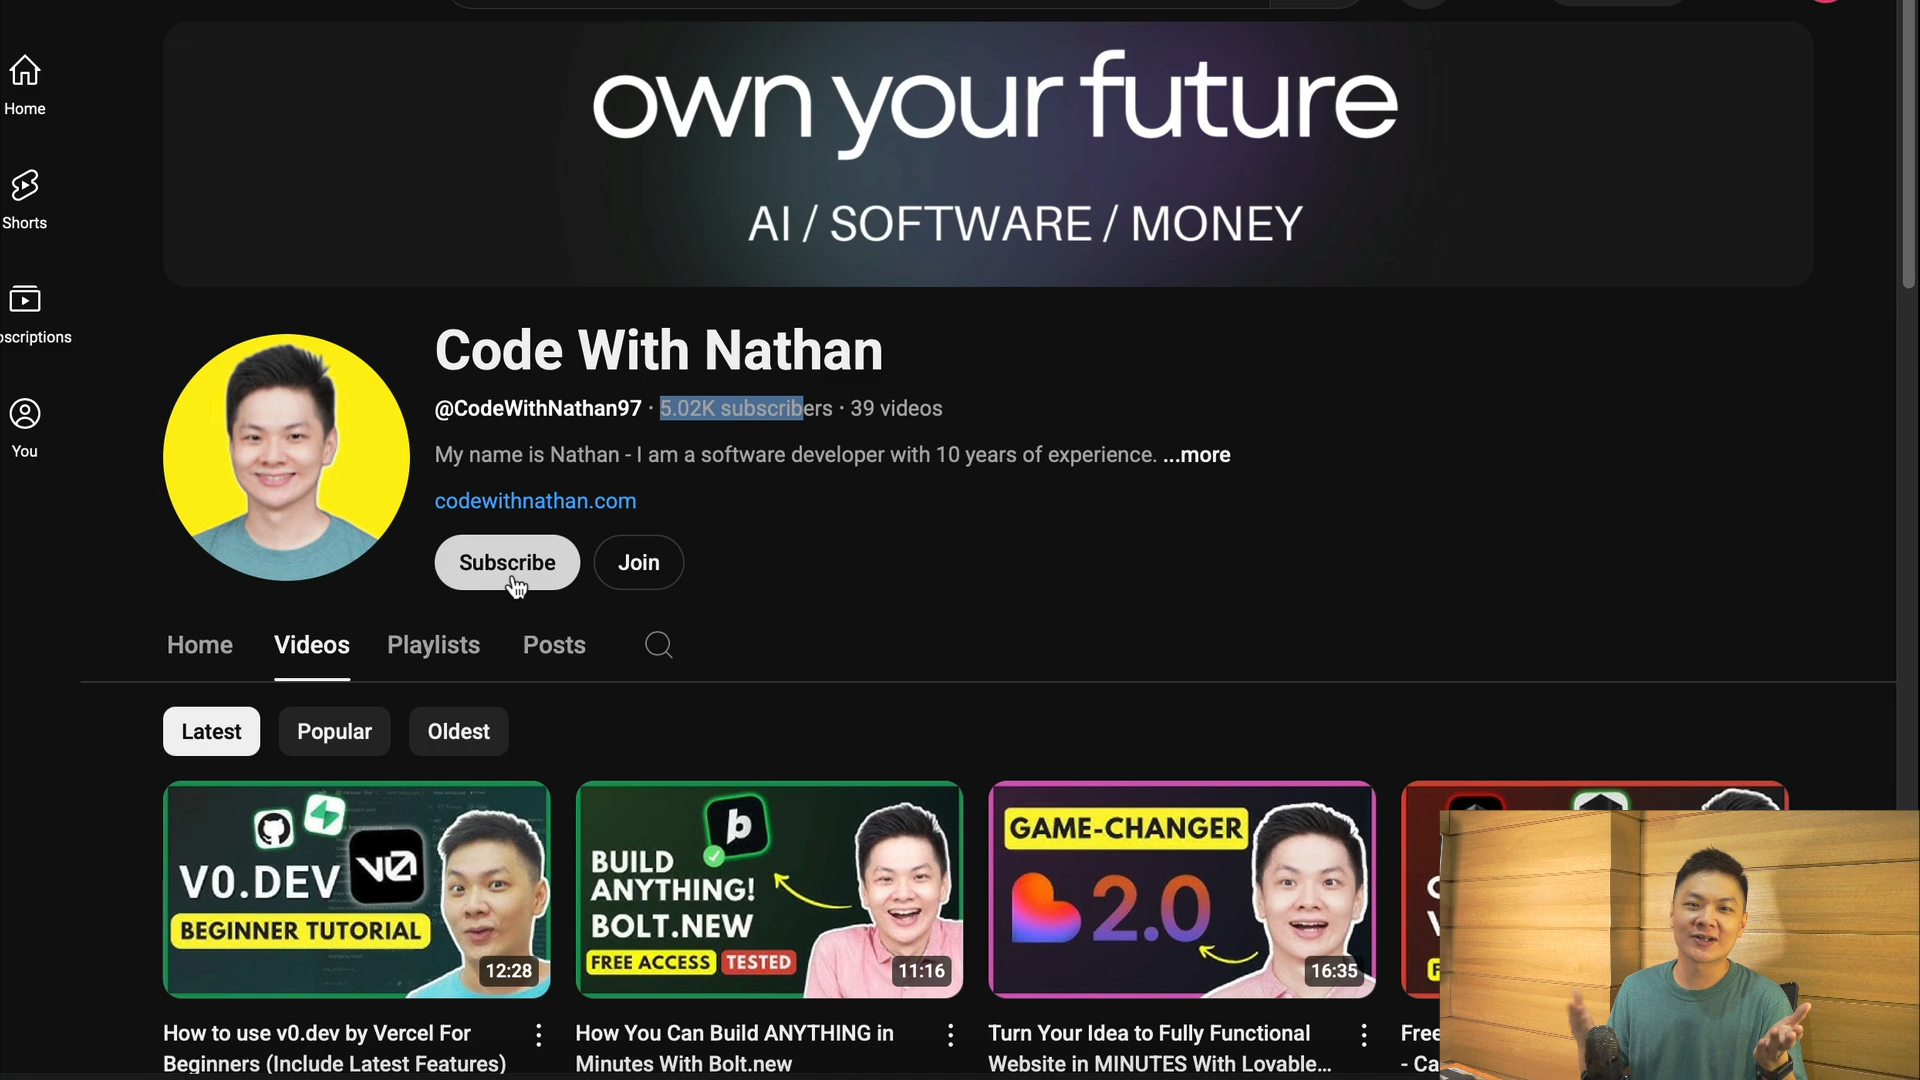 own your future
AI / SOFTWARE / MONEY
Home
Shorts
bscriptions
You
Code With Nathan
@CodeWithNathan97 · 5.02K subscribers · 39 videos
My name is Nathan - I am a software developer with 10 years of experience. ...more
codewithnathan.com
Subscribe
Join
Home
Videos
Playlists
Posts
Latest
Popular
Oldest
V0.DEV
v0
BEGINNER TUTORIAL
12:28
b
BUILD
ANYTHING!
BOLT.NEW
FREE ACCESS
TESTED
11:16
GAME-CHANGER
2.0
16:35
How to use v0.dev by Vercel For
Beginners (Include Latest Features)
How You Can Build ANYTHING in
Minutes With Bolt.new
Turn Your Idea to Fully Functional
Website in MINUTES With Lovable...
Free
- Ca